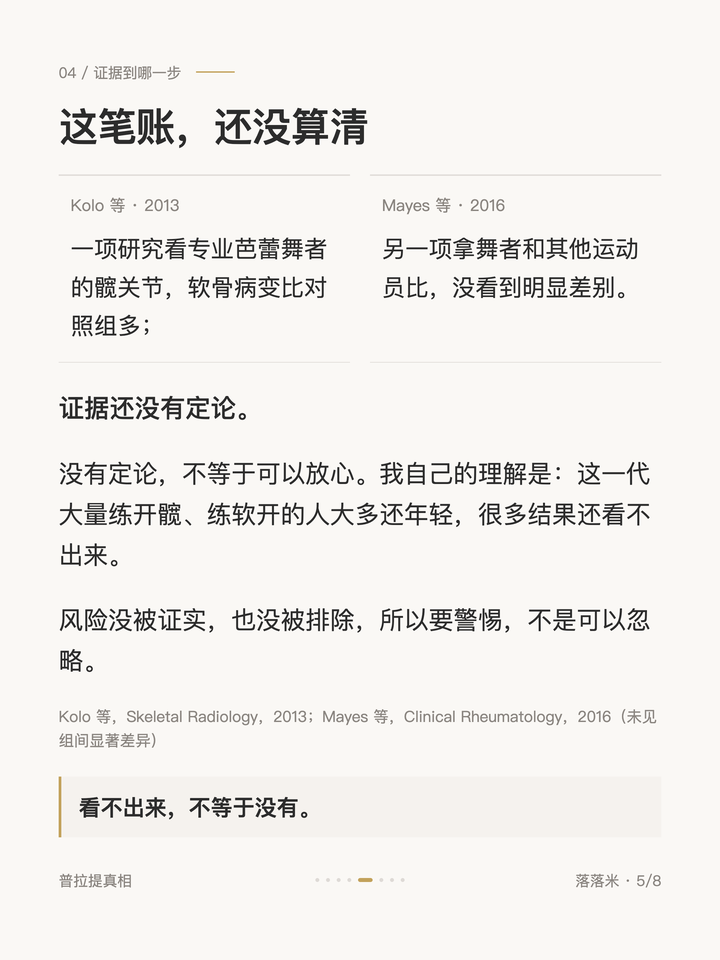 04 / 证据到哪一步
这笔账，还没算清
Kolo 等 · 2013
一项研究看专业芭蕾舞者
的髋关节，软骨病变比对
照组多；
Mayes 等 · 2016
另一项拿舞者和其他运动
员比，没看到明显差别。
证据还没有定论。
没有定论，不等于可以放心。我自己的理解是：这一代
大量练开髋、练软开的人大多还年轻，很多结果还看不
出来。
风险没被证实，也没被排除，所以要警惕，不是可以忽
略。
Kolo 等，Skeletal Radiology，2013；Mayes 等，Clinical Rheumatology，2016（未见
组间显著差异）
看不出来，不等于没有。
普拉提真相
落落米 · 5/8